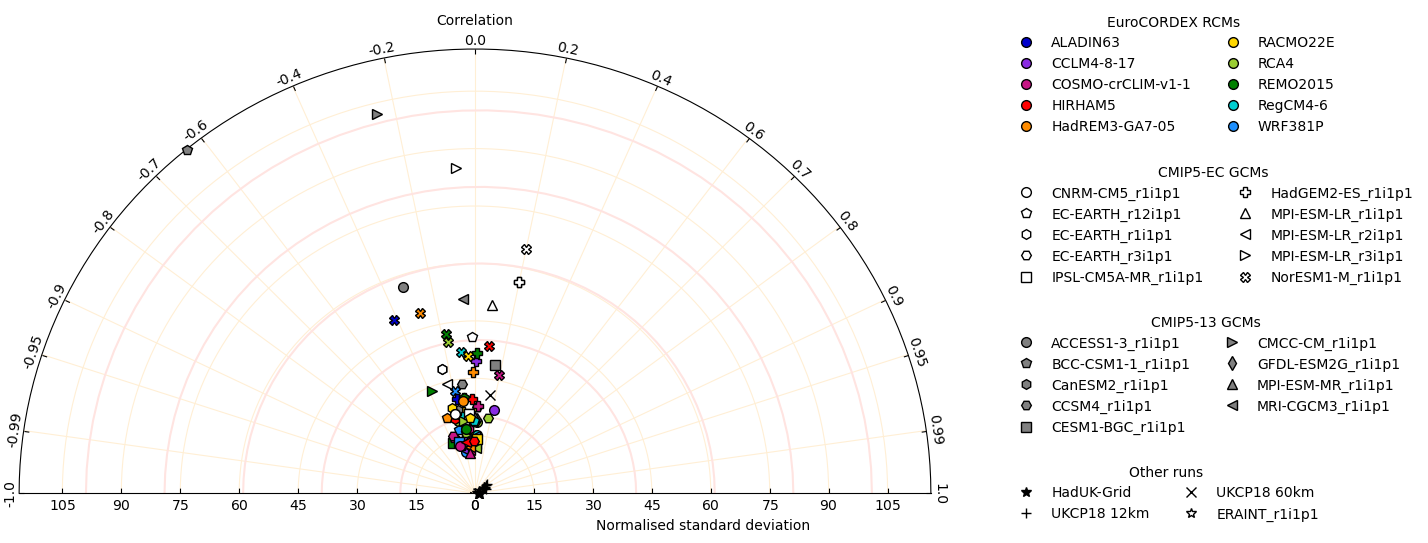 Correlation
-1.0
-0.99
-0.95
-0.9
-0.8
-0.7
-0.6
-0.4
-0.2
0.0
0.2
0.4
0.6
0.7
0.8
0.9
0.95
0.99
1.0
105 90 75 60 45 30 15 0 15 30 45 60 75 90 105
Normalised standard deviation
EuroCORDEX RCMs
ALADIN63 RACMO22E
CCLM4-8-17 RCA4
COSMO-crCLIM-v1-1 REMO2015
HIRHAM5 RegCM4-6
HadREM3-GA7-05 WRF381P
CMIP5-EC GCMs
CNRM-CM5_r1i1p1 HadGEM2-ES_r1i1p1
EC-EARTH_r12i1p1 MPI-ESM-LR_r1i1p1
EC-EARTH_r1i1p1 MPI-ESM-LR_r2i1p1
EC-EARTH_r3i1p1 MPI-ESM-LR_r3i1p1
IPSL-CM5A-MR_r1i1p1 NorESM1-M_r1i1p1
CMIP5-13 GCMs
ACCESS1-3_r1i1p1 CMCC-CM_r1i1p1
BCC-CSM1-1_r1i1p1 GFDL-ESM2G_r1i1p1
CanESM2_r1i1p1 MPI-ESM-MR_r1i1p1
CCSM4_r1i1p1 MRI-CGCM3_r1i1p1
CESM1-BGC_r1i1p1
Other runs
HadUK-Grid UKCP18 60km
UKCP18 12km ERAINT_r1i1p1